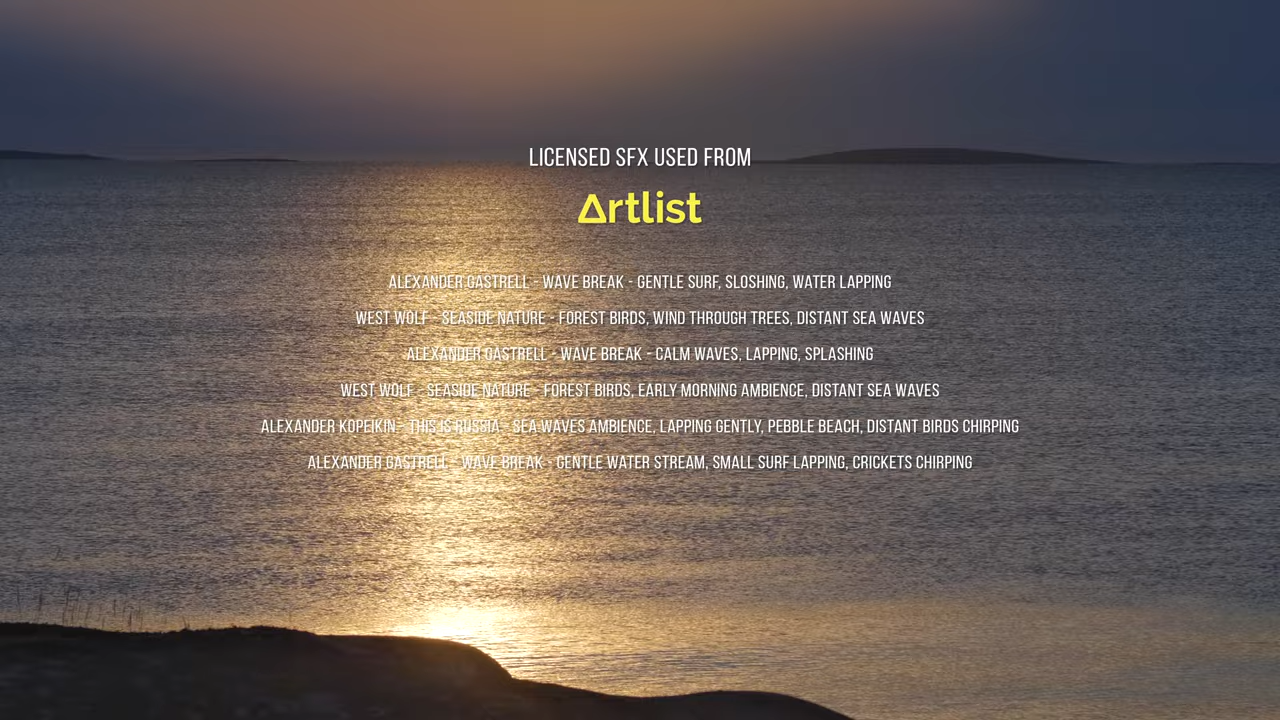 LICENSED SFX USED FROM
Artlist
ALEXANDER GASTRELL - WAVE BREAK - GENTLE SURF, SLOSHING, WATER LAPPING
WEST WOLF - SEASIDE NATURE - FOREST BIRDS, WIND THROUGH TREES, DISTANT SEA WAVES
ALEXANDER GASTRELL - WAVE BREAK - CALM WAVES, LAPPING, SPLASHING
WEST WOLF - SEASIDE NATURE - FOREST BIRDS, EARLY MORNING AMBIENCE, DISTANT SEA WAVES
ALEXANDER KOPEIKIN - THIS IS RUSSIA - SEA WAVES AMBIENCE, LAPPING GENTLY, PEBBLE BEACH, DISTANT BIRDS CHIRPING
ALEXANDER GASTRELL - WAVE BREAK - GENTLE WATER STREAM, SMALL SURF LAPPING, CRICKETS CHIRPING